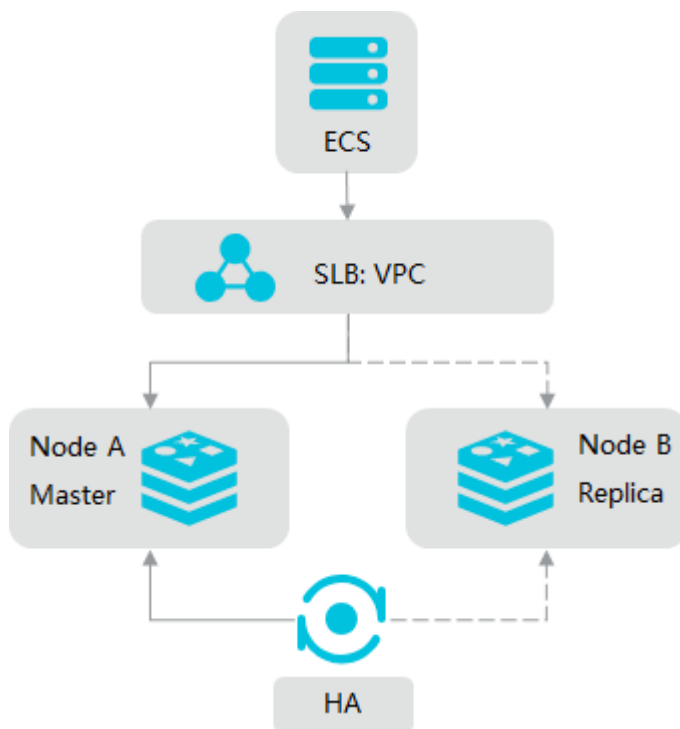 ECS
SLB: VPC
Node A
Master
Node B
Replica
HA